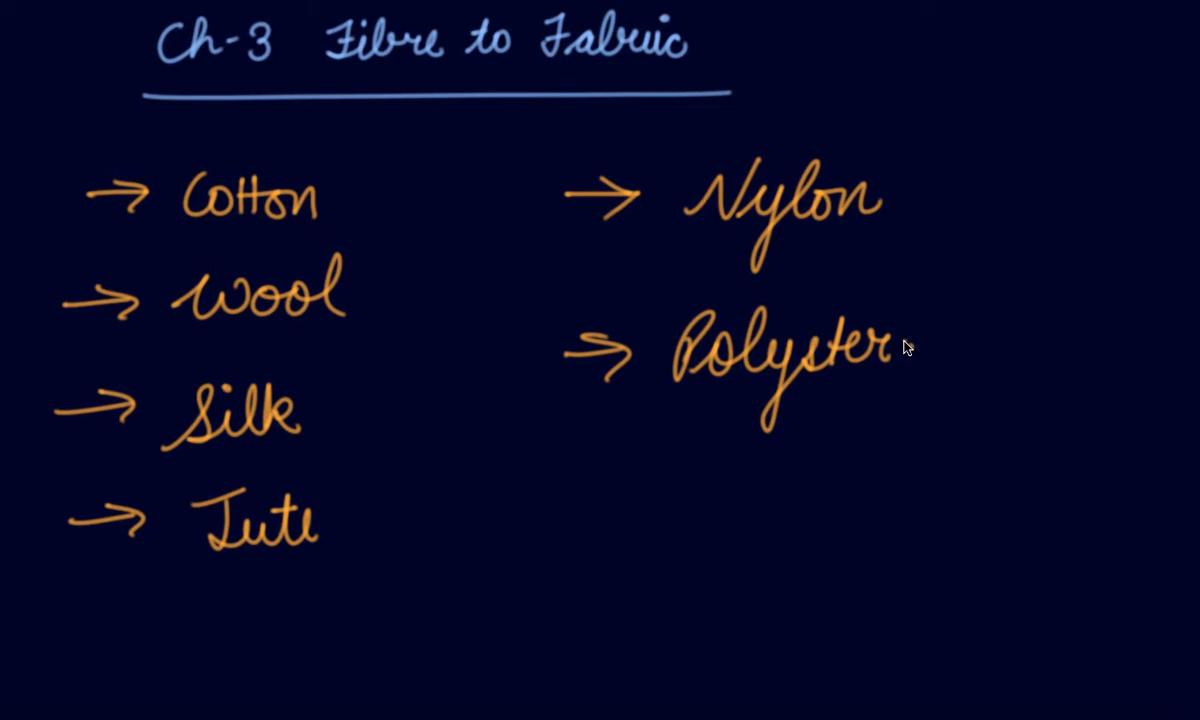 Ch-3 Fibre to Fabric
→ Cotton
→ Wool
→ Silk
→ Jute
→ Nylon
→ Polyster